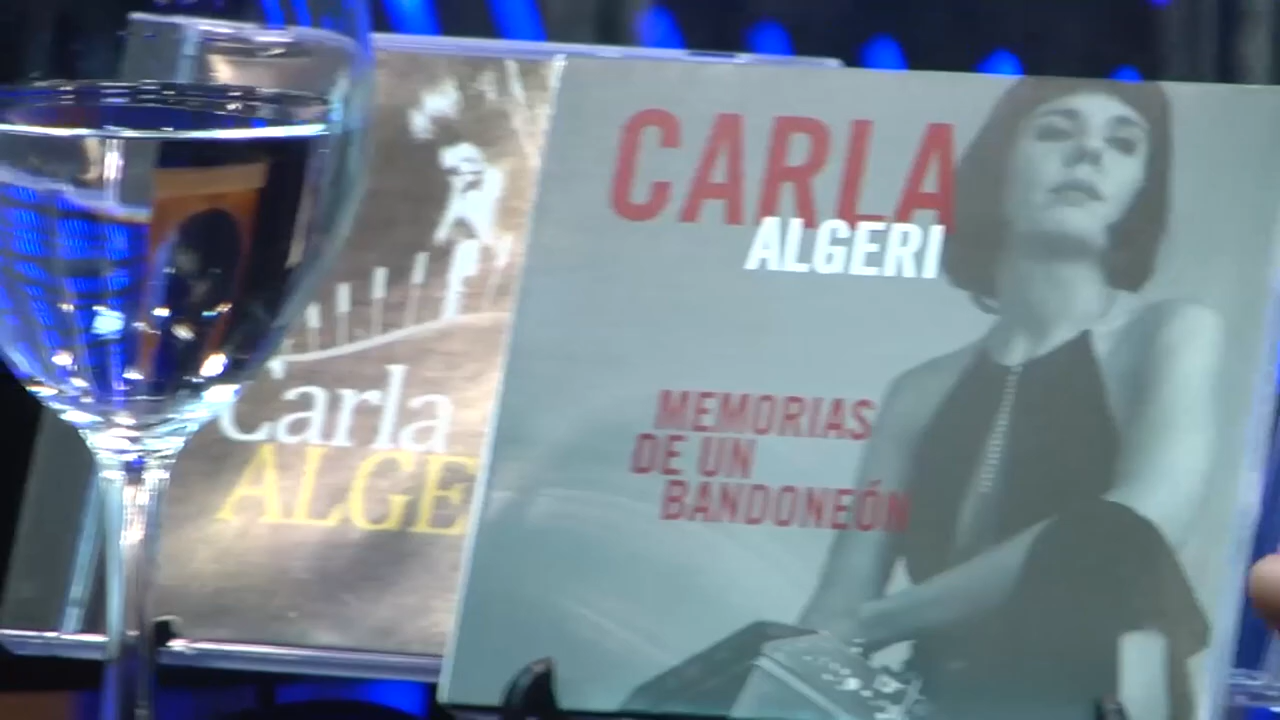 CARLA
ALGERI
MEMORIAS
DE UN
BANDONEÓN
Carla
ALGE